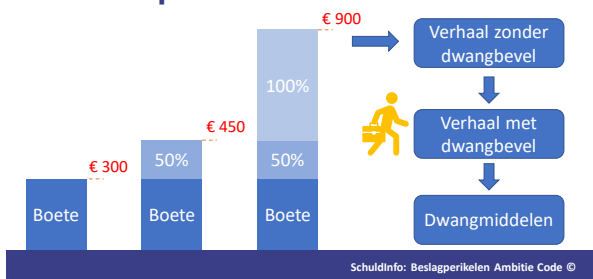 € 900
Verhaal zonder
dwangbevel
100%
€ 450
Verhaal met
dwangbevel
€ 300
50%
50%
Boete
Boete
Boete
Dwangmiddelen
SchuldInfo: Beslagperikelen Ambitie Code ©